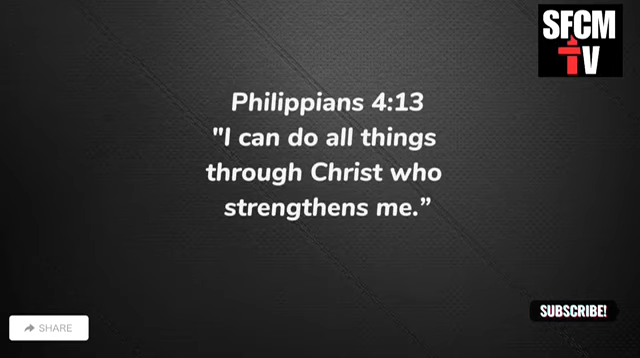 SFCM
TV
Philippians 4:13
"I can do all things
through Christ who
strengthens me.”
SUBSCRIBE!
SHARE